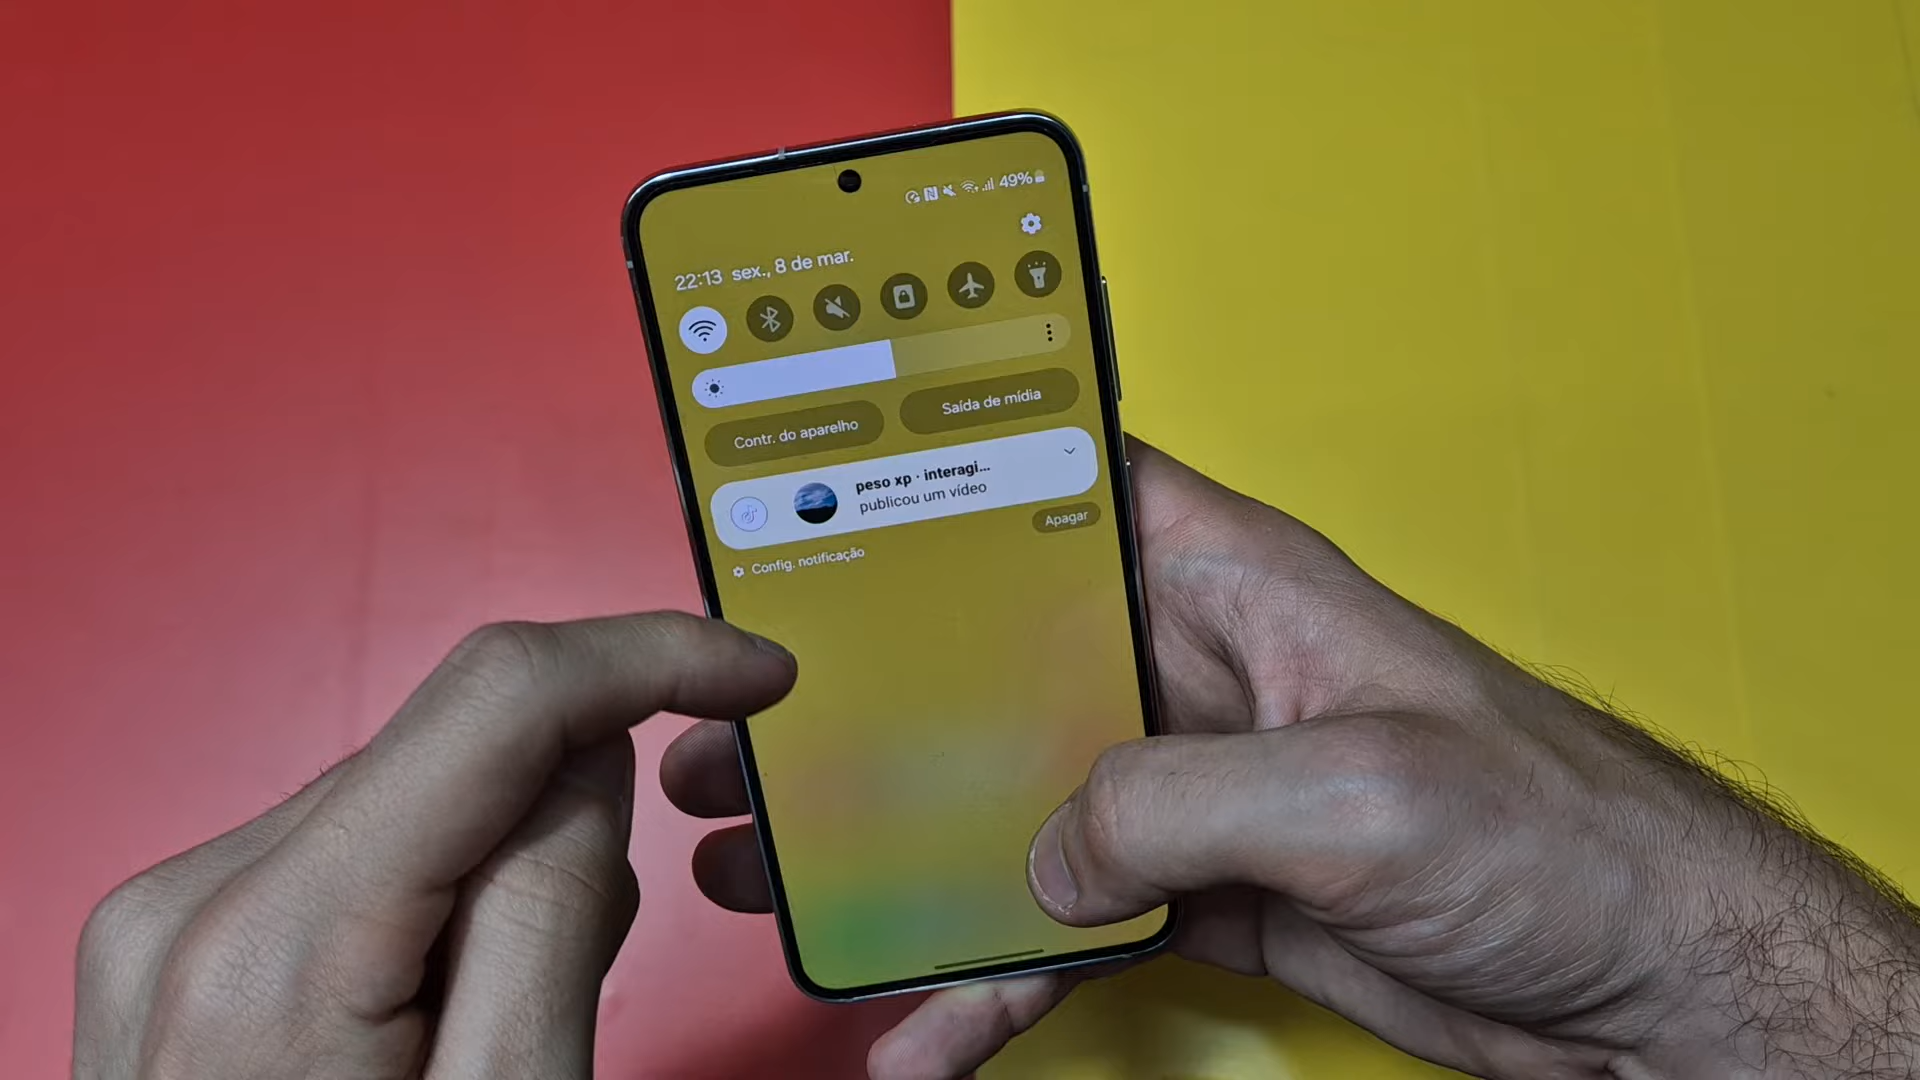 49%
22:13 sex., 8 de mar.
Contr. do aparelho
Saída de mídia
peso xp · interagi...
publicou um vídeo
Apagar
Config. notificação